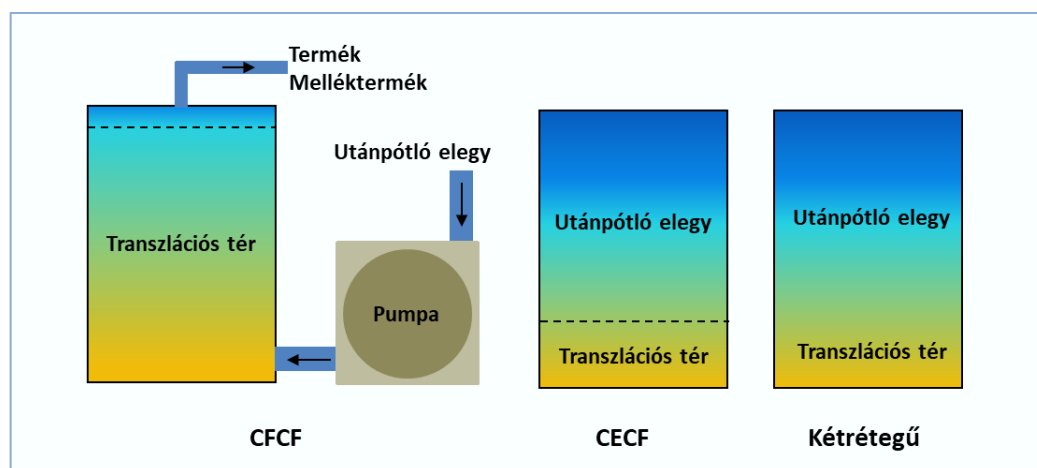 Termék
Melléktermék
Utánpótló elegy
Transzlációs tér
Pumpa
Utánpótló elegy
Transzlációs tér
Utánpótló elegy
Transzlációs tér
CFCF
CECF
Kétrétegű